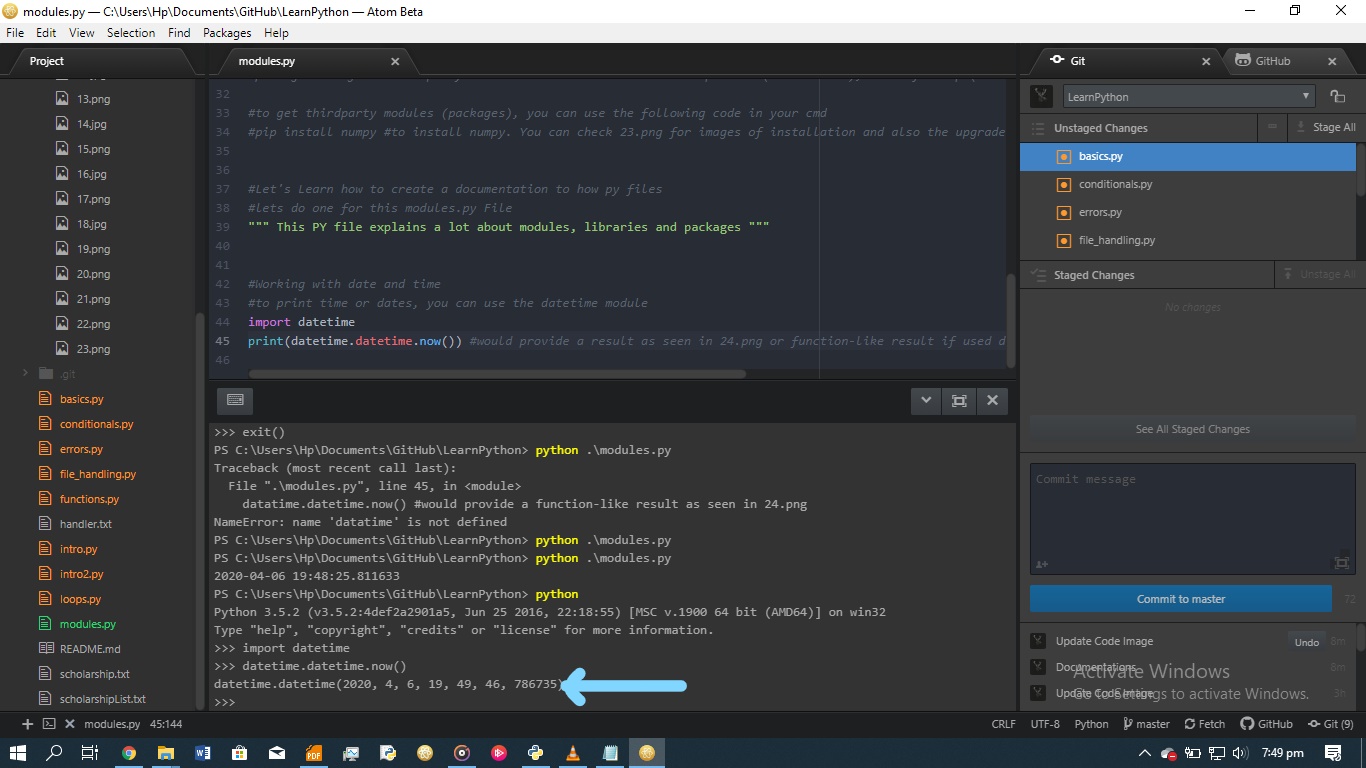 modules.py — C:\Users\Hp\Documents\GitHub\LearnPython — Atom Beta
File Edit View Selection Find Packages Help
Project
13.png
14.jpg
15.png
16.jpg
17.png
18.jpg
19.png
20.png
21.png
22.png
23.png
.git
basics.py
conditionals.py
errors.py
file_handling.py
functions.py
handler.txt
intro.py
intro2.py
loops.py
modules.py
README.md
scholarship.txt
scholarshipList.txt
modules.py
32
33 #to get thirdparty modules (packages), you can use the following code in your cmd
34 #pip install numpy #to install numpy. You can check 23.png for images of installation and also the upgrade
35
36
37 #Let's Learn how to create a documentation to how py files
38 #lets do one for this modules.py File
39 """ This PY file explains a lot about modules, libraries and packages """
40
41
42 #Working with date and time
43 #to print time or dates, you can use the datetime module
44 import datetime
45 print(datetime.datetime.now()) #would provide a result as seen in 24.png or function-like result if used d
46
>>> exit()
PS C:\Users\Hp\Documents\GitHub\LearnPython> python .\modules.py
Traceback (most recent call last):
File ".\modules.py", line 45, in <module>
datatime.datetime.now() #would provide a function-like result as seen in 24.png
NameError: name 'datatime' is not defined
PS C:\Users\Hp\Documents\GitHub\LearnPython> python .\modules.py
PS C:\Users\Hp\Documents\GitHub\LearnPython> python .\modules.py
2020-04-06 19:48:25.811633
PS C:\Users\Hp\Documents\GitHub\LearnPython> python
Python 3.5.2 (v3.5.2:4def2a2901a5, Jun 25 2016, 22:18:55) [MSC v.1900 64 bit (AMD64)] on win32
Type "help", "copyright", "credits" or "license" for more information.
>>> import datetime
>>> datetime.datetime.now()
datetime.datetime(2020, 4, 6, 19, 49, 46, 786735)
>>>
Git
GitHub
LearnPython
Unstaged Changes
Stage All
basics.py
conditionals.py
errors.py
file_handling.py
Staged Changes
Unstage All
No changes
See All Staged Changes
Commit message
Commit to master
72
Update Code Image Undo 8m
Documentations 8m
Update Code Image 3h
Activate Windows
Go to Settings to activate Windows.
modules.py 45:144
CRLF UTF-8 Python master Fetch GitHub Git (9)
7:49 pm